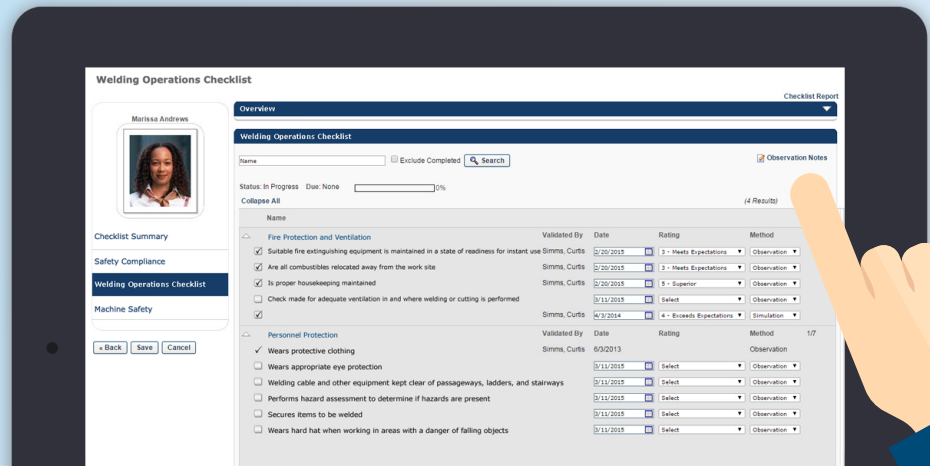 Welding Operations Checklist
Checklist Report
Marissa Andrews
Checklist Summary
Safety Compliance
Welding Operations Checklist
Machine Safety
« Back Save Cancel
Overview
Welding Operations Checklist
Name Exclude Completed Search Observation Notes
Status: In Progress Due: None 0%
Collapse All (4 Results)
Name
Fire Protection and Ventilation Validated By Date Rating Method
Suitable fire extinguishing equipment is maintained in a state of readiness for instant use Simms, Curtis 2/20/2015 3 - Meets Expectations Observation
Are all combustibles relocated away from the work site Simms, Curtis 2/20/2015 3 - Meets Expectations Observation
Is proper housekeeping maintained Simms, Curtis 2/20/2015 5 - Superior Observation
Check made for adequate ventilation in and where welding or cutting is performed 3/11/2015 Select Observation
Simms, Curtis 4/3/2014 4 - Exceeds Expectations Simulation
Personnel Protection Validated By Date Rating Method 1/7
Wears protective clothing Simms, Curtis 6/3/2013 Observation
Wears appropriate eye protection 3/11/2015 Select Observation
Welding cable and other equipment kept clear of passageways, ladders, and stairways 3/11/2015 Select Observation
Performs hazard assessment to determine if hazards are present 3/11/2015 Select Observation
Secures items to be welded 3/11/2015 Select Observation
Wears hard hat when working in areas with a danger of falling objects 3/11/2015 Select Observation